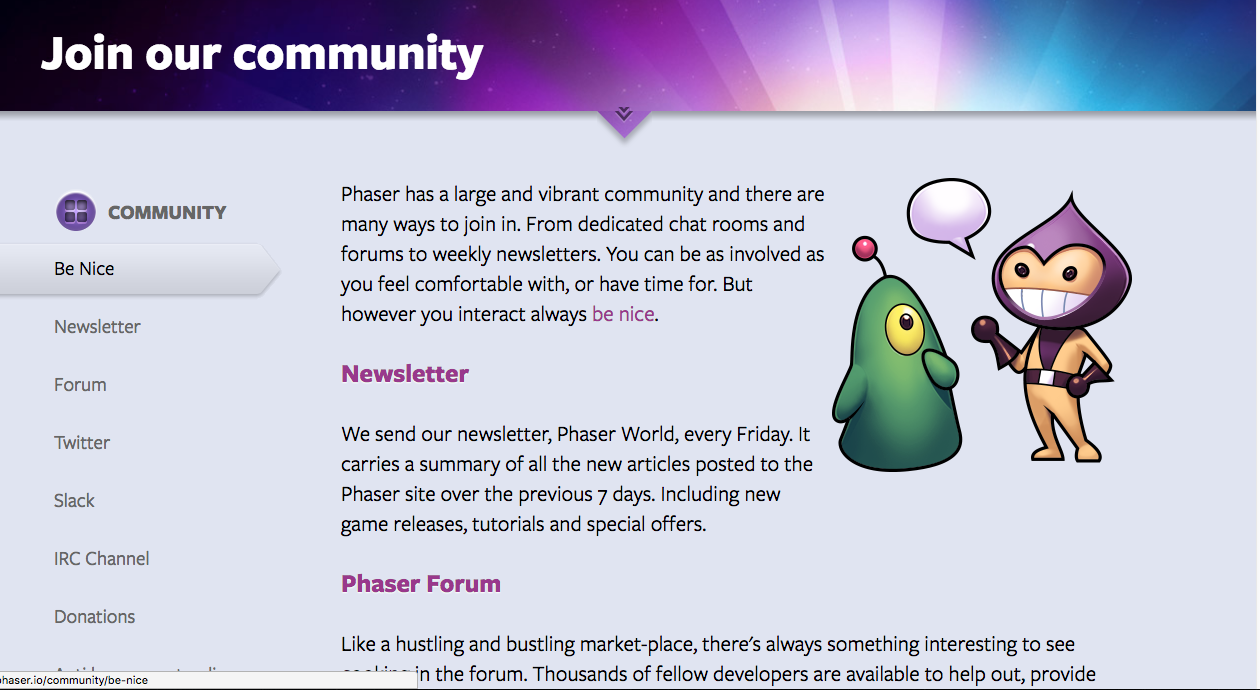 Join our community
COMMUNITY
Be Nice
Newsletter
Forum
Twitter
Slack
IRC Channel
Donations
Phaser has a large and vibrant community and there are
many ways to join in. From dedicated chat rooms and
forums to weekly newsletters. You can be as involved as
you feel comfortable with, or have time for. But
however you interact always be nice.
Newsletter
We send our newsletter, Phaser World, every Friday. It
carries a summary of all the new articles posted to the
Phaser site over the previous 7 days. Including new
game releases, tutorials and special offers.
Phaser Forum
Like a hustling and bustling market-place, there's always something interesting to see
in the forum. Thousands of fellow developers are available to help out, provide
haser.io/community/be-nice